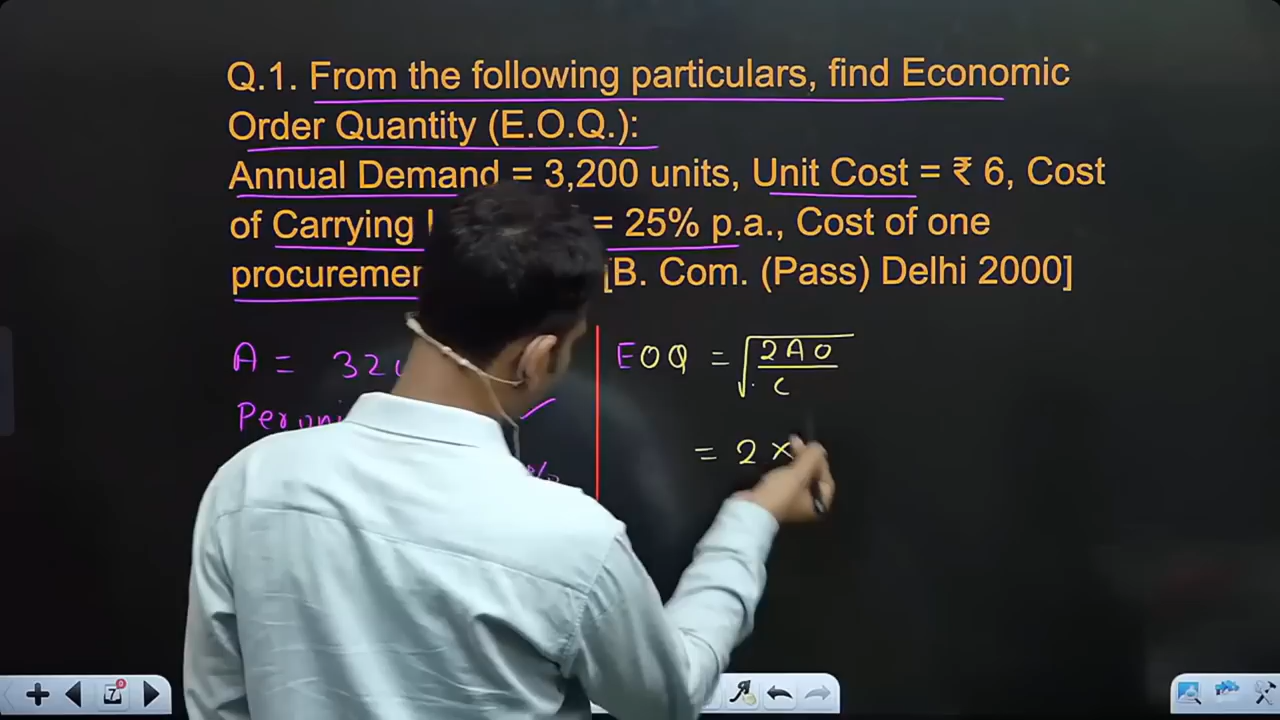 Q.1. From the following particulars, find Economic
Order Quantity (E.O.Q.):
Annual Demand = 3,200 units, Unit Cost = ₹ 6, Cost
of Carrying = 25% p.a., Cost of one
[B. Com. (Pass) Delhi 2000]
A = 32
EOQ = √2AO
C
%
= 2 ×
7